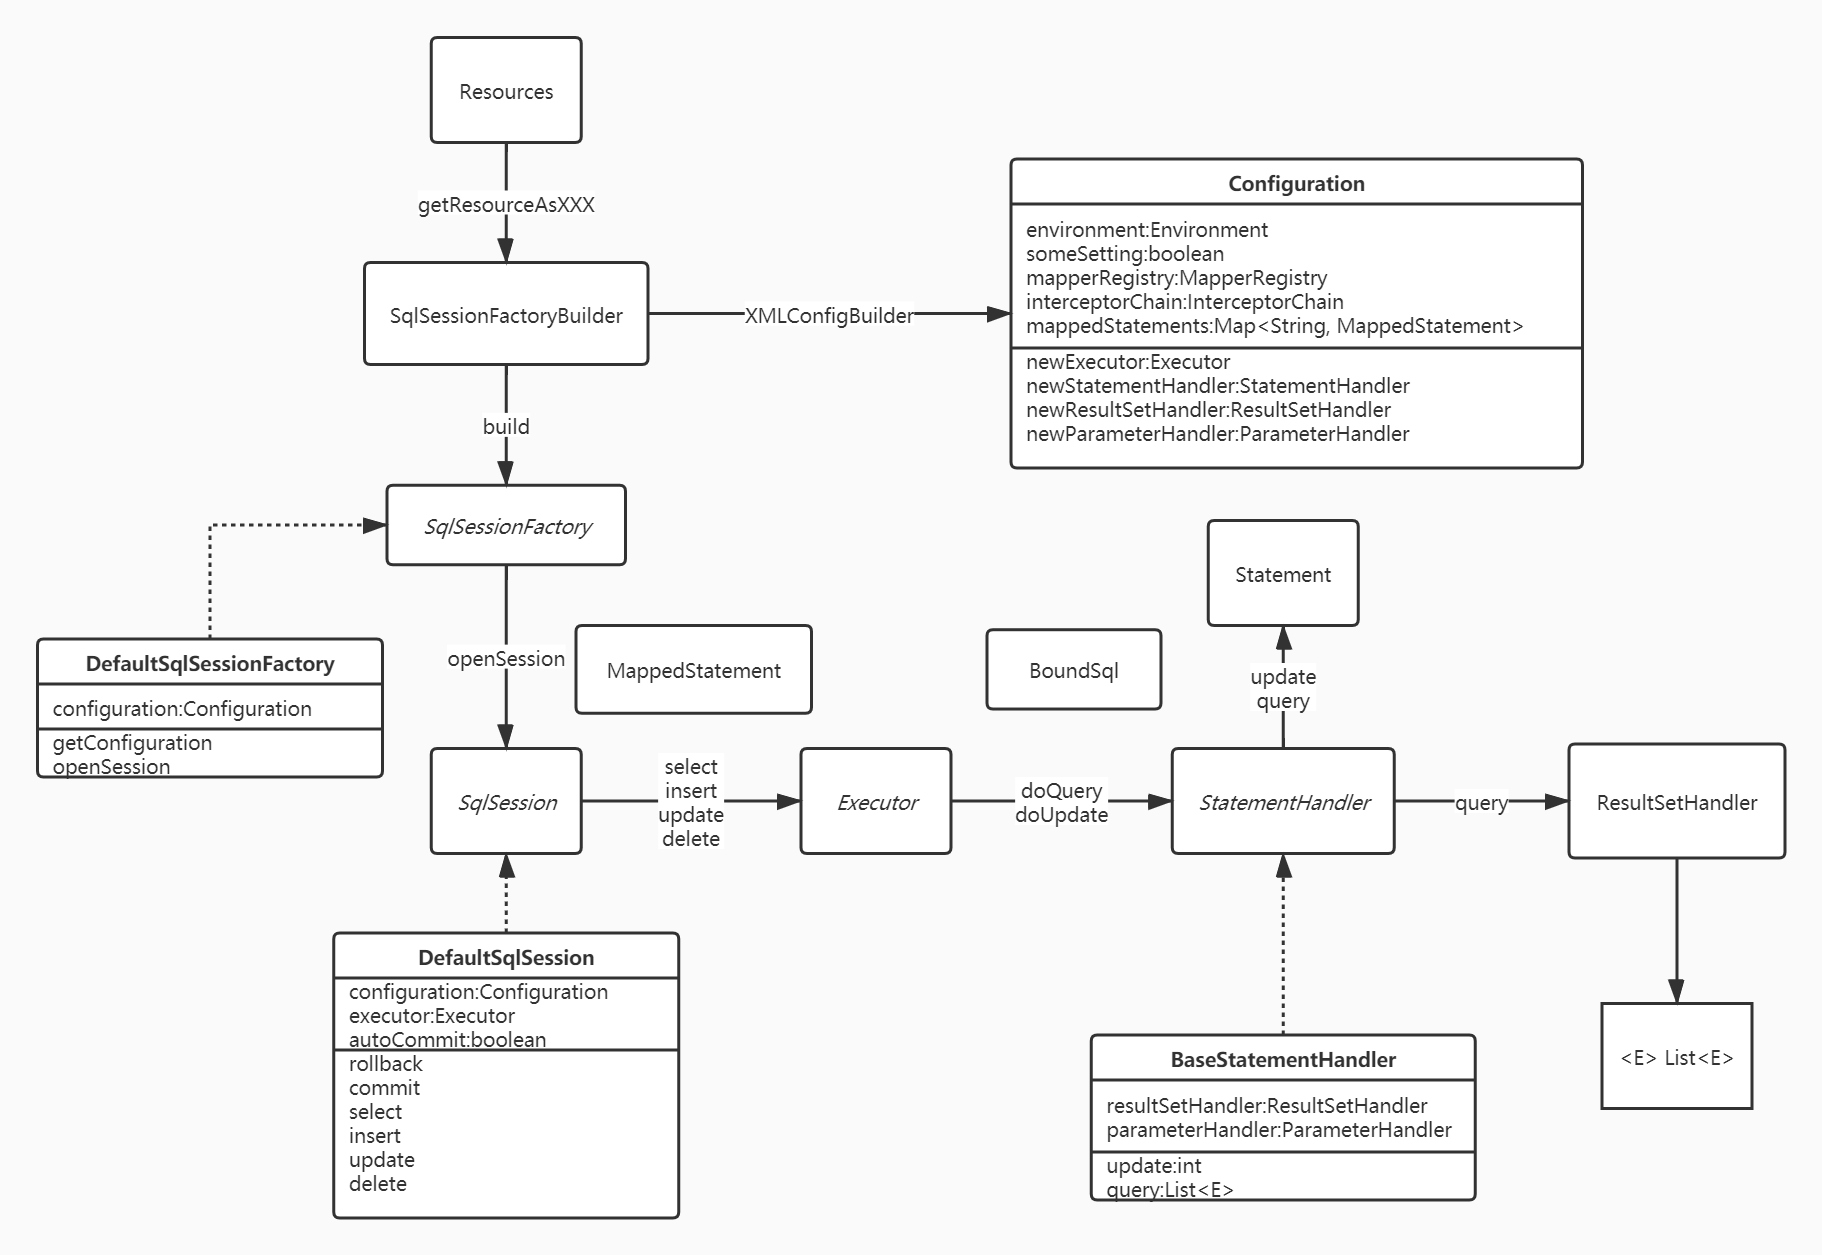 Resources
getResourceAsXXX
SqlSessionFactoryBuilder
XMLConfigBuilder
Configuration
environment:Environment
someSetting:boolean
mapperRegistry:MapperRegistry
interceptorChain:InterceptorChain
mappedStatements:Map<String, MappedStatement>
newExecutor:Executor
newStatementHandler:StatementHandler
newResultSetHandler:ResultSetHandler
newParameterHandler:ParameterHandler
build
SqlSessionFactory
DefaultSqlSessionFactory
configuration:Configuration
getConfiguration
openSession
openSession
MappedStatement
BoundSql
Statement
update
query
SqlSession
select
insert
update
delete
Executor
doQuery
doUpdate
StatementHandler
query
ResultSetHandler
DefaultSqlSession
configuration:Configuration
executor:Executor
autoCommit:boolean
rollback
commit
select
insert
update
delete
BaseStatementHandler
resultSetHandler:ResultSetHandler
parameterHandler:ParameterHandler
update:int
query:List<E>
<E> List<E>